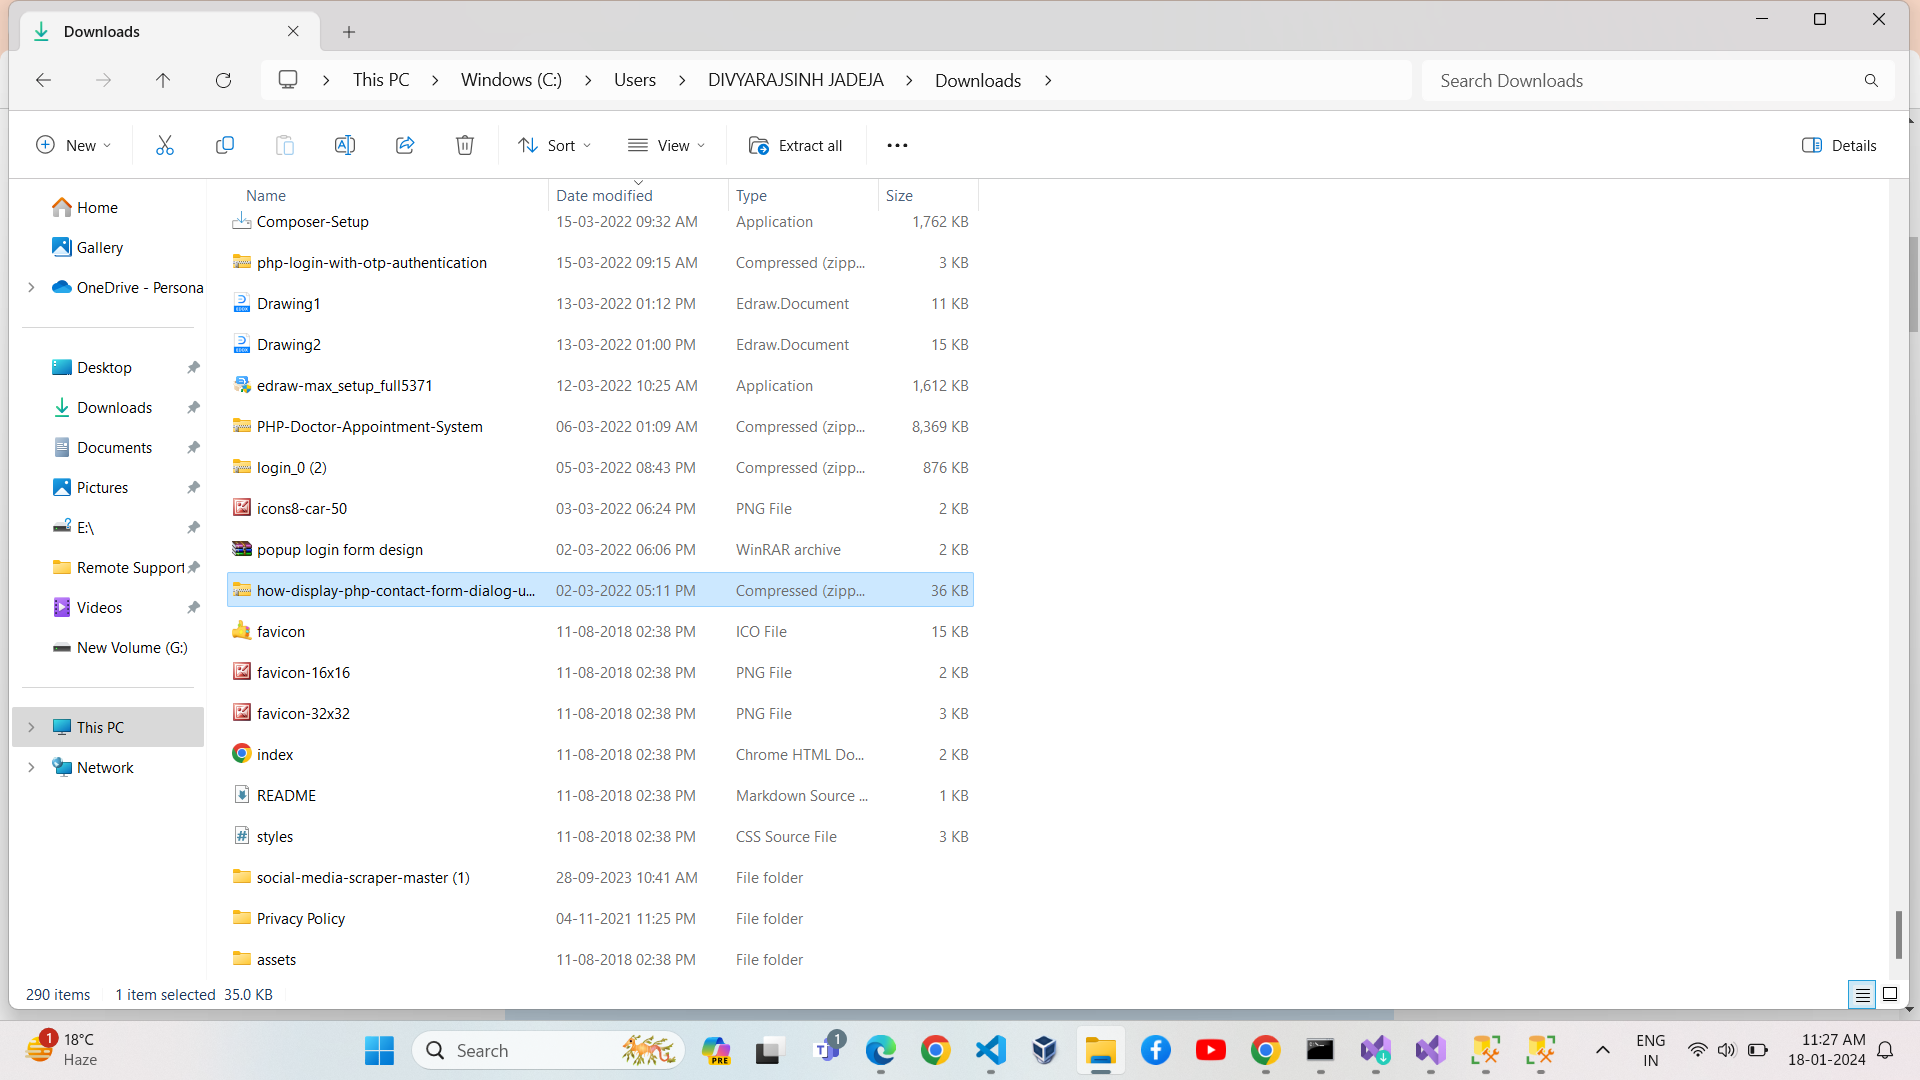 Downloads
This PC > Windows (C:) > Users > DIVYARAJSINH JADEJA > Downloads >
Search Downloads
New
Sort
View
Extract all
Details
Name Date modified Type Size
Home
Gallery
OneDrive - Persona
Desktop
Downloads
Documents
Pictures
E:\
Remote Support
Videos
New Volume (G:)
This PC
Network
Composer-Setup 15-03-2022 09:32 AM Application 1,762 KB
php-login-with-otp-authentication 15-03-2022 09:15 AM Compressed (zipp... 3 KB
Drawing1 13-03-2022 01:12 PM Edraw.Document 11 KB
Drawing2 13-03-2022 01:00 PM Edraw.Document 15 KB
edraw-max_setup_full5371 12-03-2022 10:25 AM Application 1,612 KB
PHP-Doctor-Appointment-System 06-03-2022 01:09 AM Compressed (zipp... 8,369 KB
login_0 (2) 05-03-2022 08:43 PM Compressed (zipp... 876 KB
icons8-car-50 03-03-2022 06:24 PM PNG File 2 KB
popup login form design 02-03-2022 06:06 PM WinRAR archive 2 KB
how-display-php-contact-form-dialog-u... 02-03-2022 05:11 PM Compressed (zipp... 36 KB
favicon 11-08-2018 02:38 PM ICO File 15 KB
favicon-16x16 11-08-2018 02:38 PM PNG File 2 KB
favicon-32x32 11-08-2018 02:38 PM PNG File 3 KB
index 11-08-2018 02:38 PM Chrome HTML Do... 2 KB
README 11-08-2018 02:38 PM Markdown Source ... 1 KB
styles 11-08-2018 02:38 PM CSS Source File 3 KB
social-media-scraper-master (1) 28-09-2023 10:41 AM File folder
Privacy Policy 04-11-2021 11:25 PM File folder
assets 11-08-2018 02:38 PM File folder
290 items 1 item selected 35.0 KB
1
18°C
Haze
Search
PRE
1
ENG
IN
11:27 AM
18-01-2024